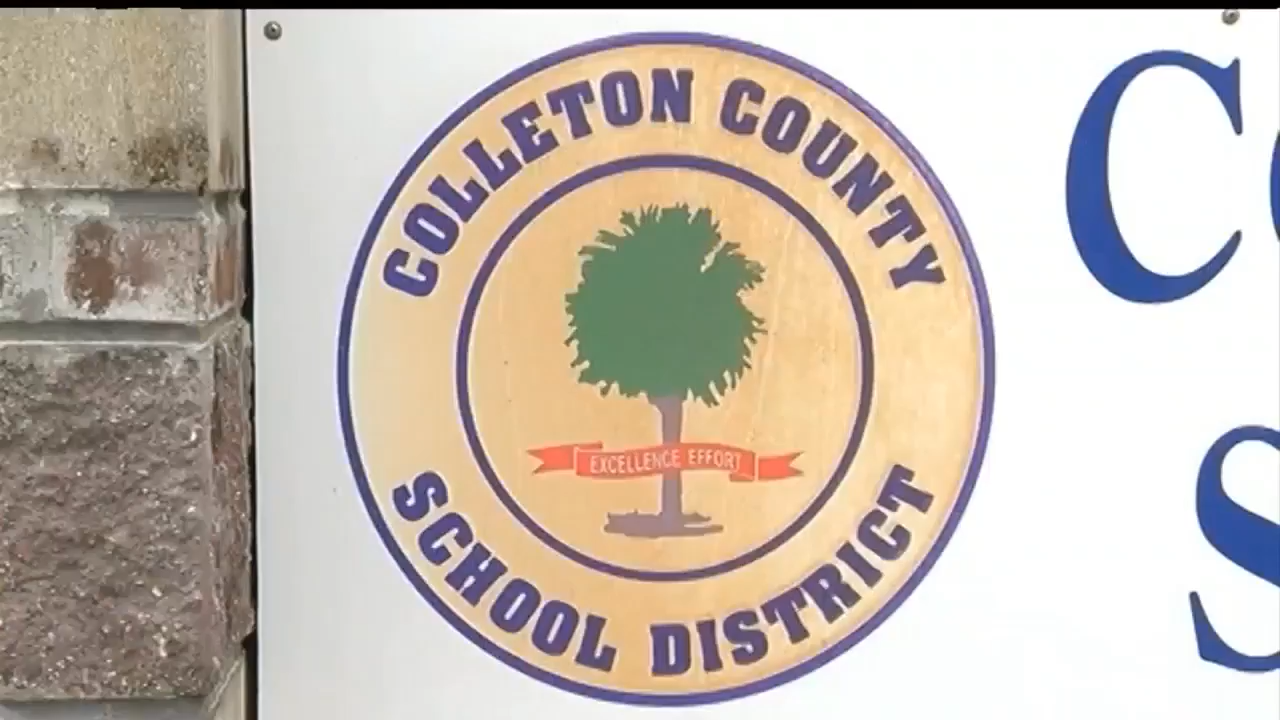 COLLETON COUNTY
EXCELLENCE EFFORT
SCHOOL DISTRICT
C
S